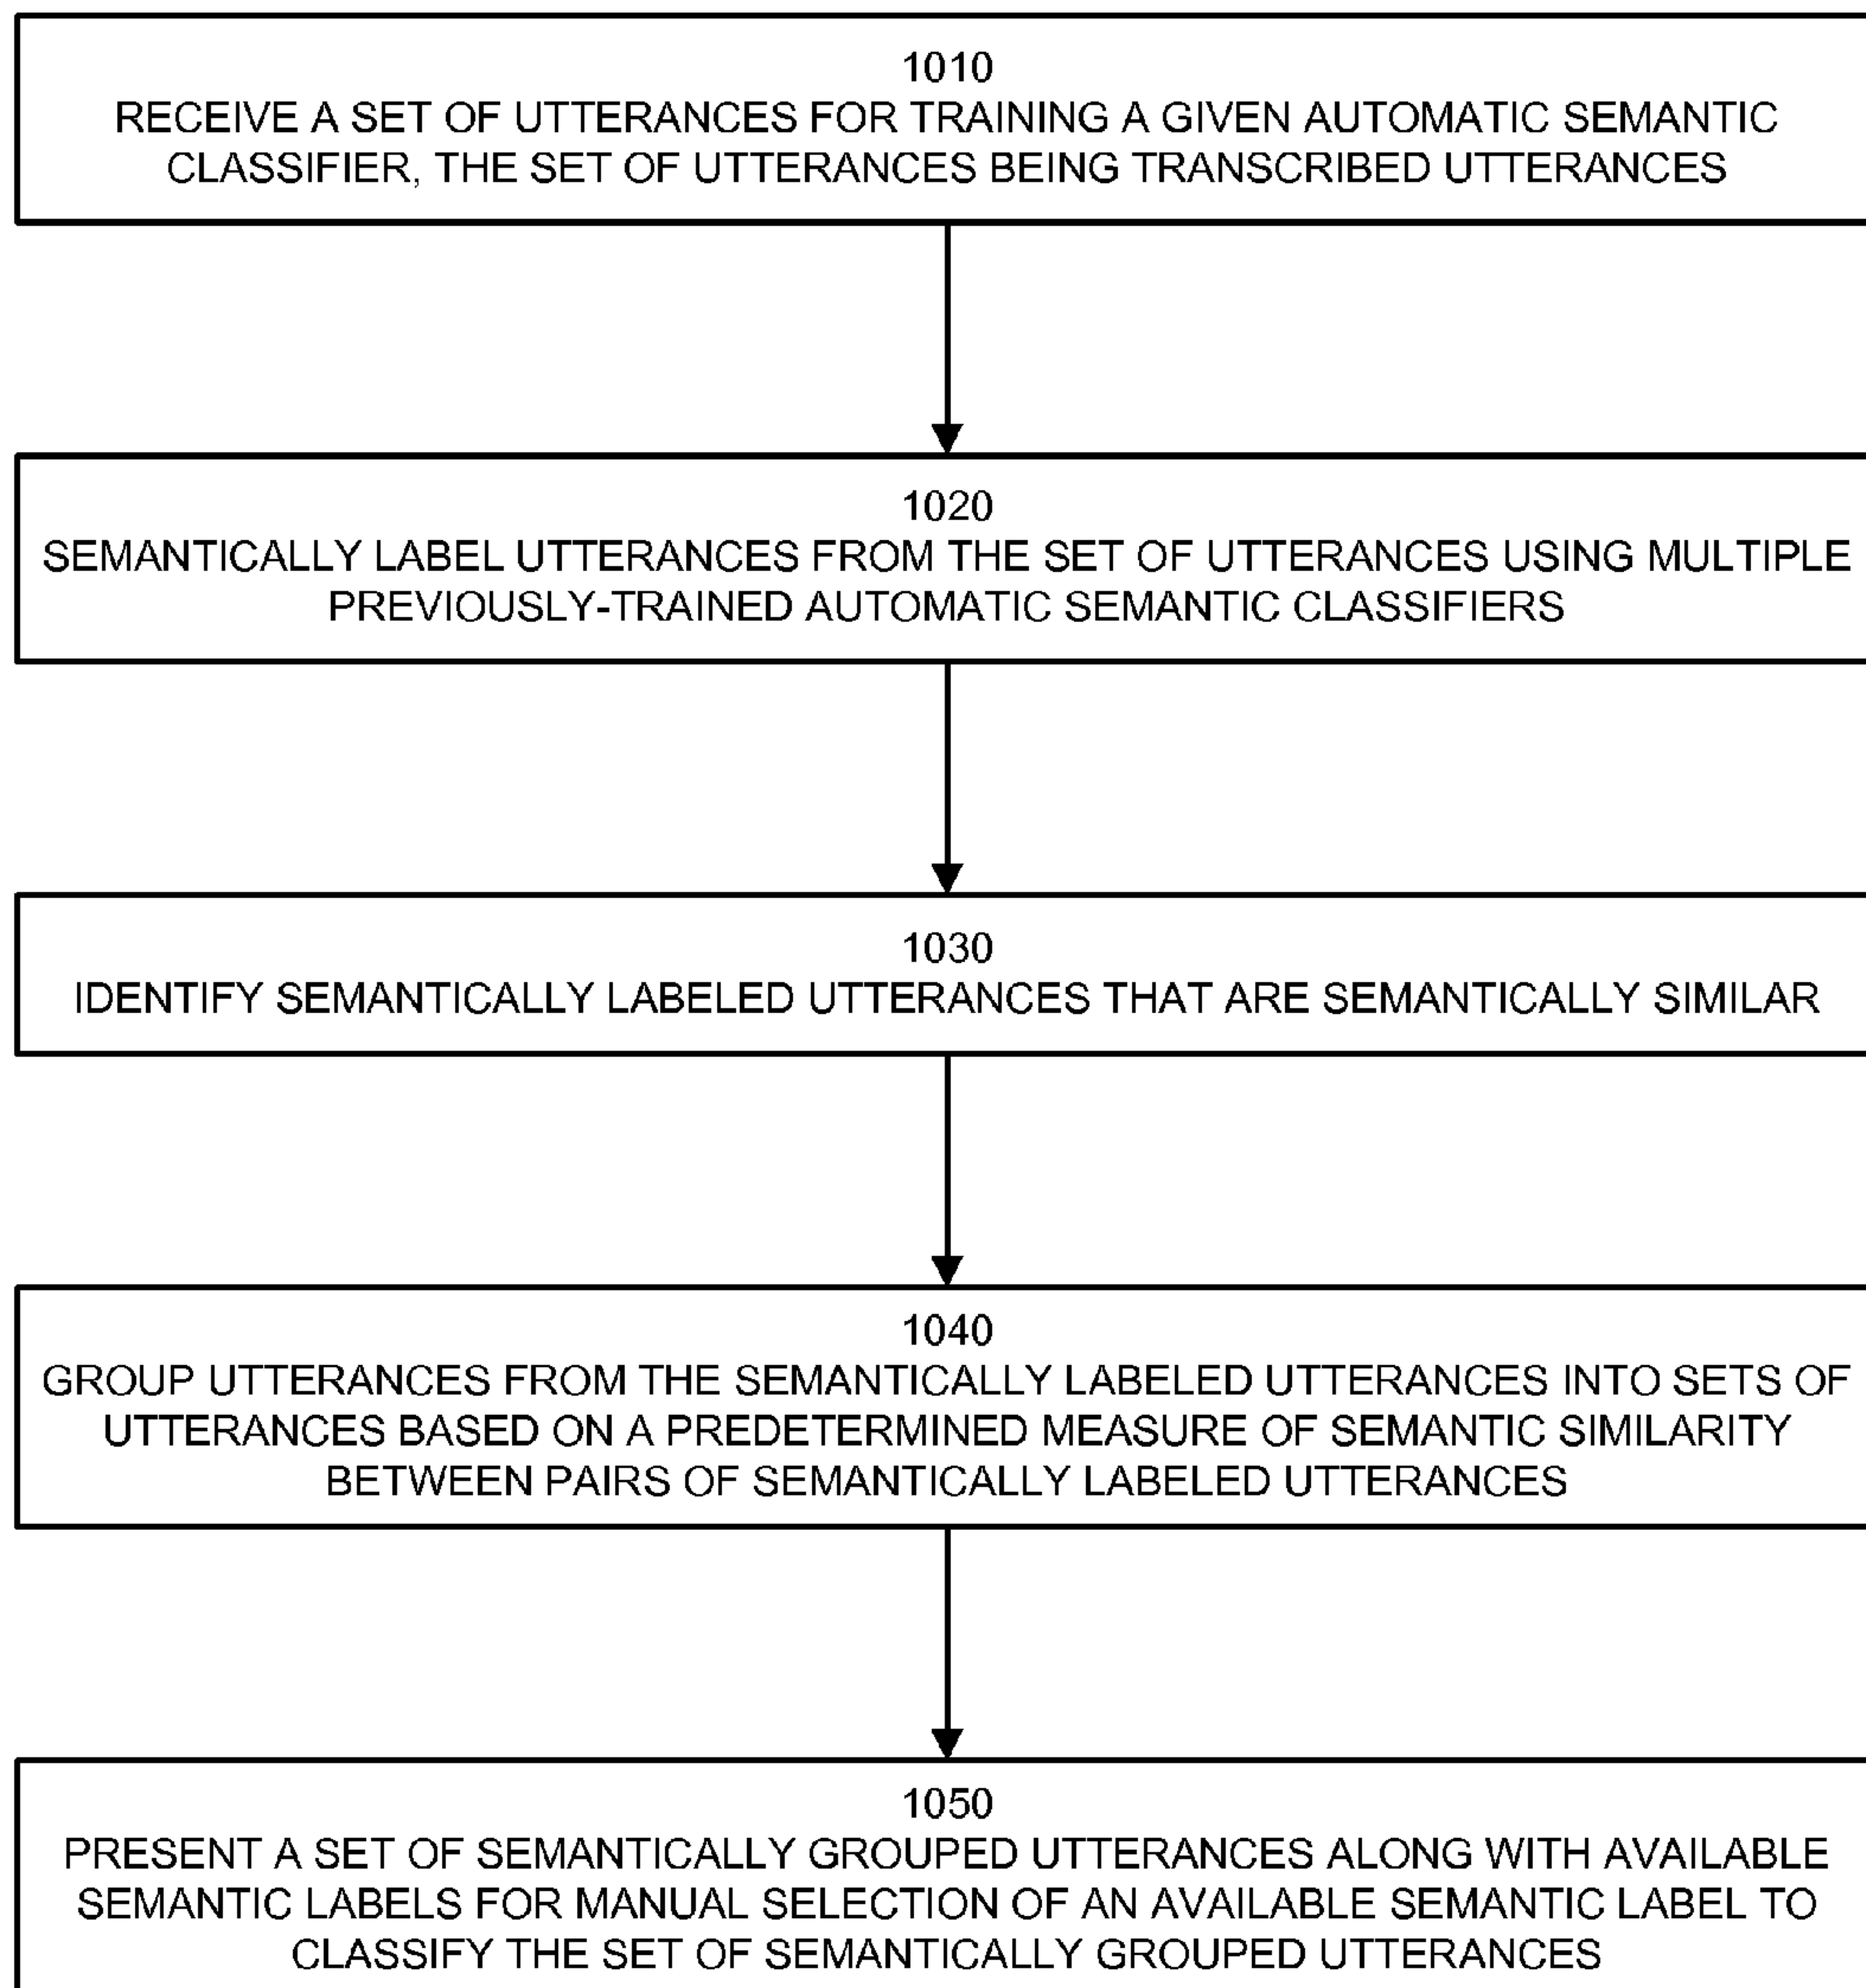 1010
RECEIVE A SET OF UTTERANCES FOR TRAINING A GIVEN AUTOMATIC SEMANTIC
CLASSIFIER, THE SET OF UTTERANCES BEING TRANSCRIBED UTTERANCES
1020
SEMANTICALLY LABEL UTTERANCES FROM THE SET OF UTTERANCES USING MULTIPLE
PREVIOUSLY-TRAINED AUTOMATIC SEMANTIC CLASSIFIERS
1030
IDENTIFY SEMANTICALLY LABELED UTTERANCES THAT ARE SEMANTICALLY SIMILAR
1040
GROUP UTTERANCES FROM THE SEMANTICALLY LABELED UTTERANCES INTO SETS OF
UTTERANCES BASED ON A PREDETERMINED MEASURE OF SEMANTIC SIMILARITY
BETWEEN PAIRS OF SEMANTICALLY LABELED UTTERANCES
1050
PRESENT A SET OF SEMANTICALLY GROUPED UTTERANCES ALONG WITH AVAILABLE
SEMANTIC LABELS FOR MANUAL SELECTION OF AN AVAILABLE SEMANTIC LABEL TO
CLASSIFY THE SET OF SEMANTICALLY GROUPED UTTERANCES